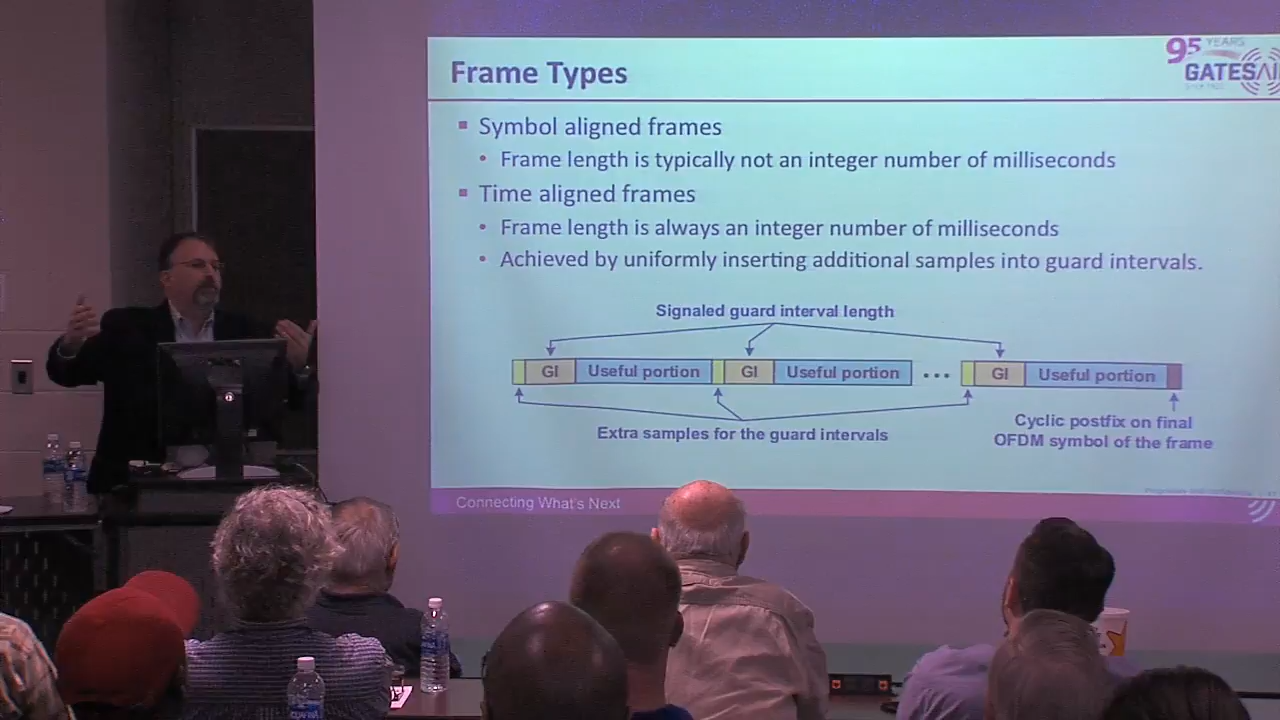 Frame Types
95 YEARS
GATESAI
Symbol aligned frames
Frame length is typically not an integer number of milliseconds
Time aligned frames
Frame length is always an integer number of milliseconds
Achieved by uniformly inserting additional samples into guard intervals.
Signaled guard interval length
GI Useful portion GI Useful portion ... GI Useful portion
Extra samples for the guard intervals
Cyclic postfix on final
OFDM symbol of the frame
Connecting What's Next